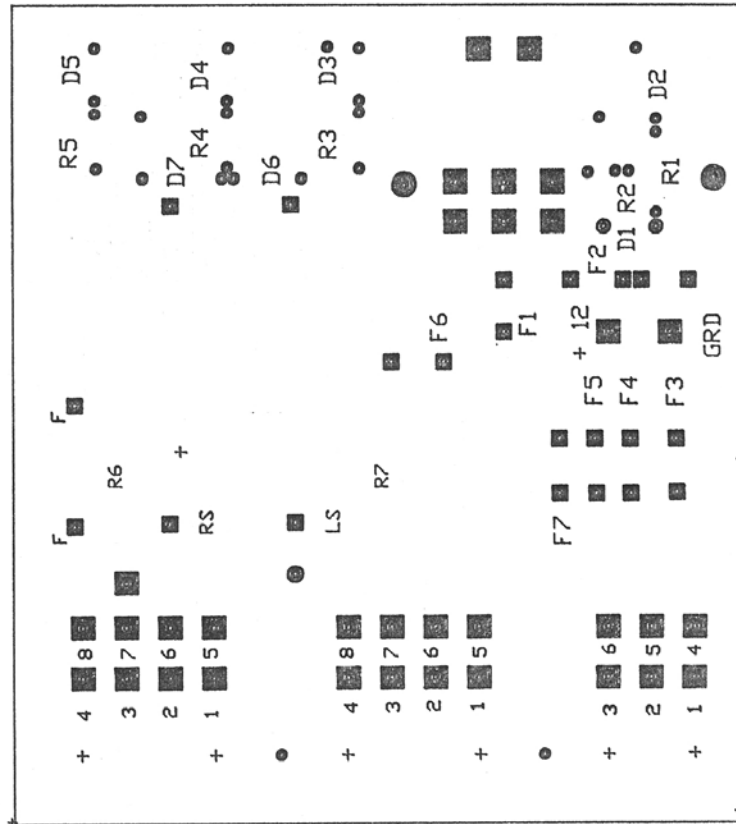 D5
D4
D3
D2
R5
R4
R3
D7
D6
R2
R1
D1
F2
F6
F1
+ 12
GRD
F
F5
F4
F3
R6
+
R7
F
RS
LS
F7
8 7 6 5
8 7 6 5
6 5 4
4 3 2 1
4 3 2 1
3 2 1
+ + + + + +